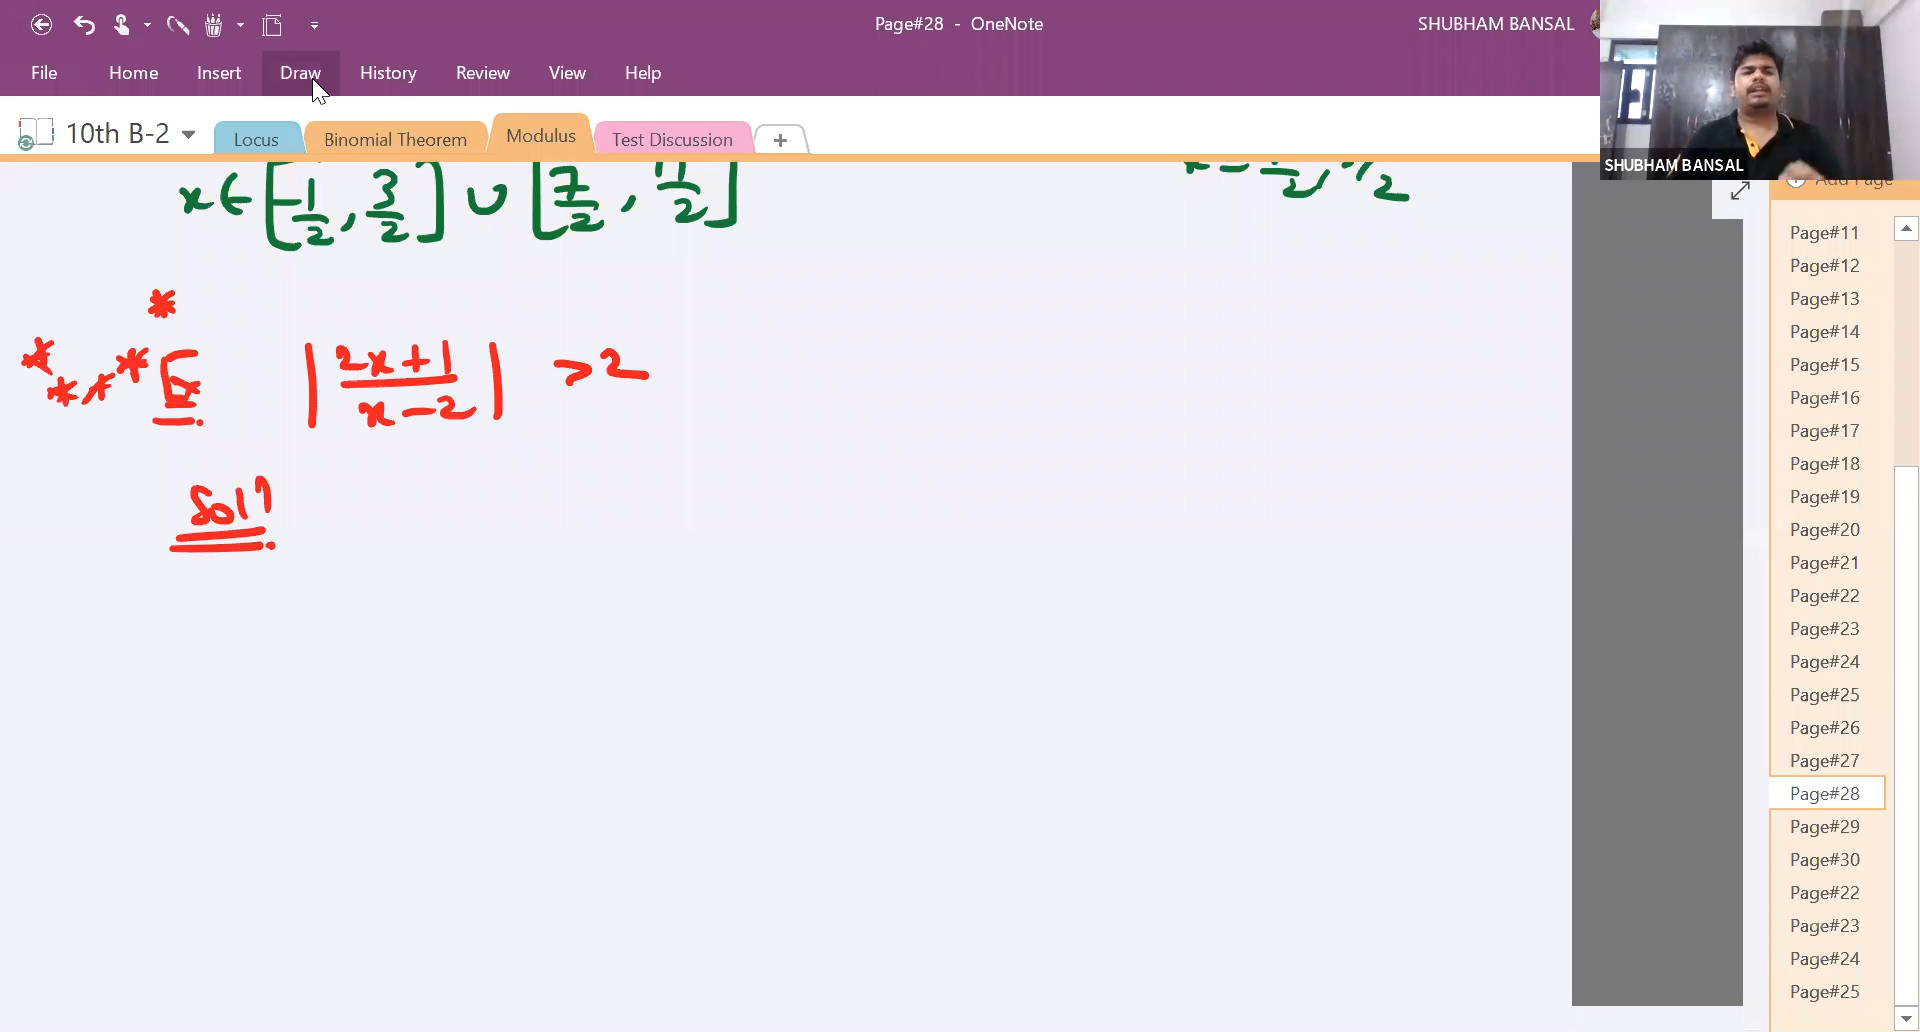 Page#28 - OneNote
SHUBHAM BANSAL
File Home Insert Draw History Review View Help
SHUBHAM BANSAL
10th B-2
Locus Binomial Theorem Modulus Test Discussion +
Add Page
x ∈ [-1/2, 3/2] ∪ [7/2, 11/2]
* * * * * Ex |2x+1 / x-2| > 2
Sol?
Page#11
Page#12
Page#13
Page#14
Page#15
Page#16
Page#17
Page#18
Page#19
Page#20
Page#21
Page#22
Page#23
Page#24
Page#25
Page#26
Page#27
Page#28
Page#29
Page#30
Page#22
Page#23
Page#24
Page#25